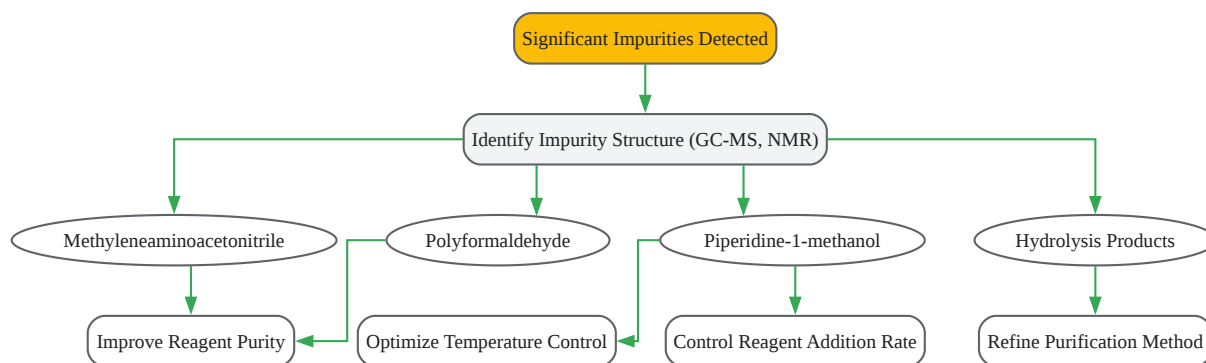 Significant Impurities Detected
Identify Impurity Structure (GC-MS, NMR)
Methyleneaminoacetonitrile
Polyformaldehyde
Piperidine-1-methanol
Hydrolysis Products
Improve Reagent Purity
Optimize Temperature Control
Control Reagent Addition Rate
Refine Purification Method